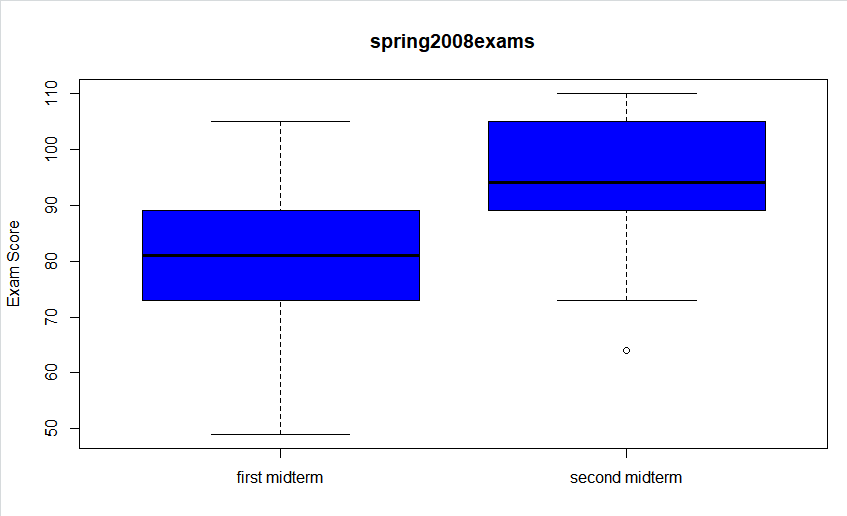 spring2008exams
Exam Score
110
100
90
80
70
60
50
first midterm
second midterm